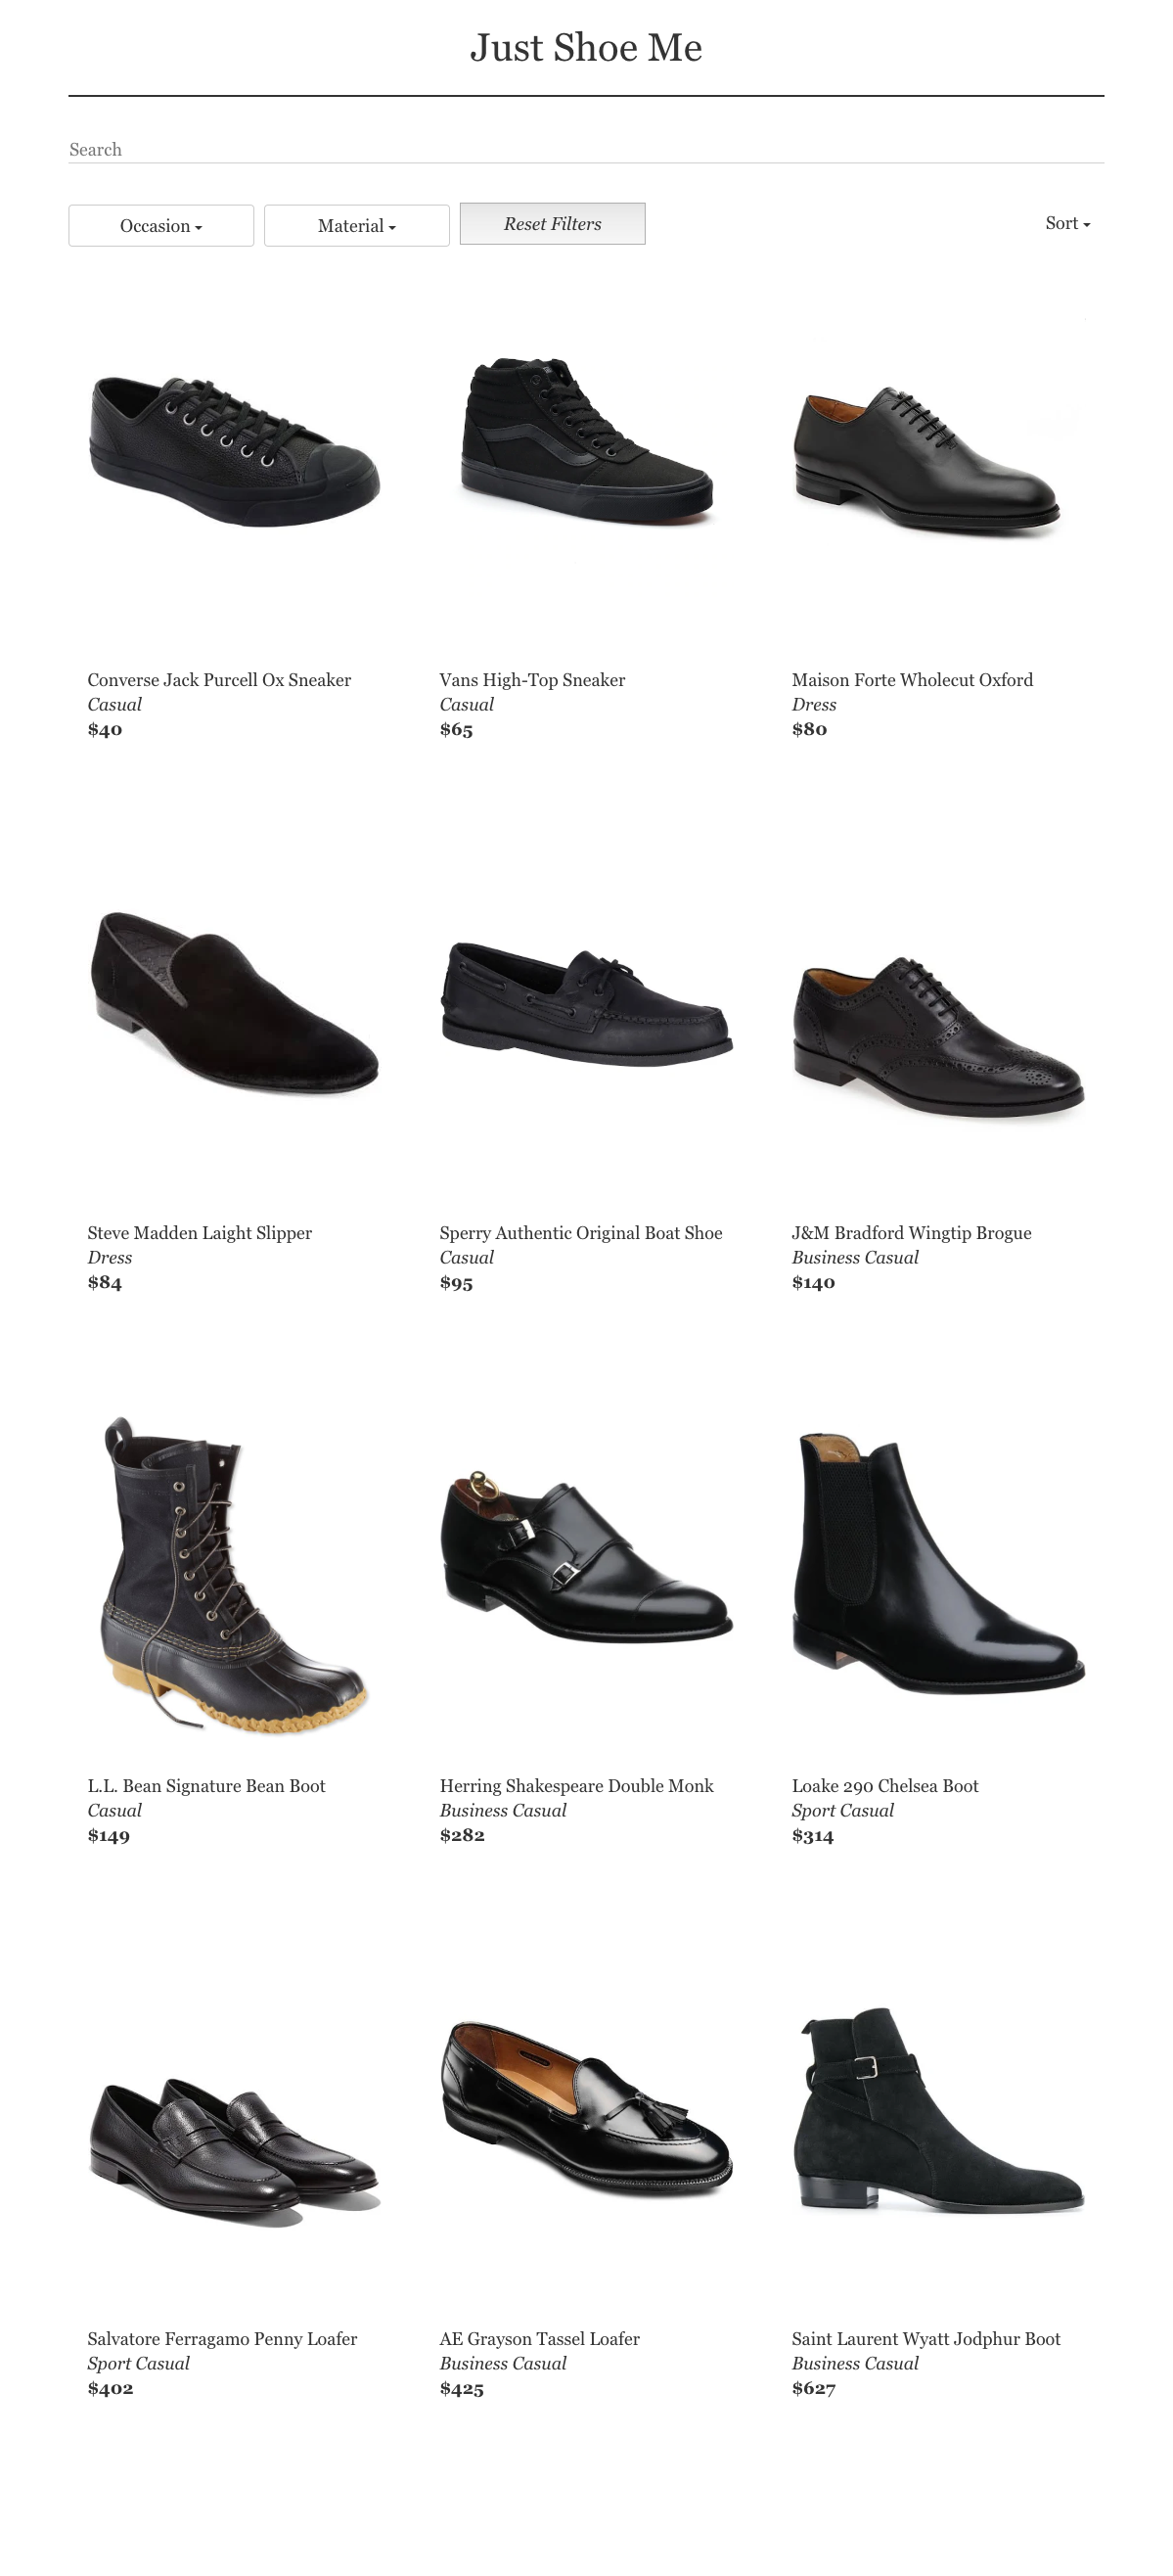 Just Shoe Me
Search
Occasion
Material
Reset Filters
Sort
Converse Jack Purcell Ox Sneaker
Casual
$40
Vans High-Top Sneaker
Casual
$65
Maison Forte Wholecut Oxford
Dress
$80
Steve Madden Laight Slipper
Dress
$84
Sperry Authentic Original Boat Shoe
Casual
$95
J&M Bradford Wingtip Brogue
Business Casual
$140
L.L. Bean Signature Bean Boot
Casual
$149
Herring Shakespeare Double Monk
Business Casual
$282
Loake 290 Chelsea Boot
Sport Casual
$314
Salvatore Ferragamo Penny Loafer
Sport Casual
$402
AE Grayson Tassel Loafer
Business Casual
$425
Saint Laurent Wyatt Jodphur Boot
Business Casual
$627